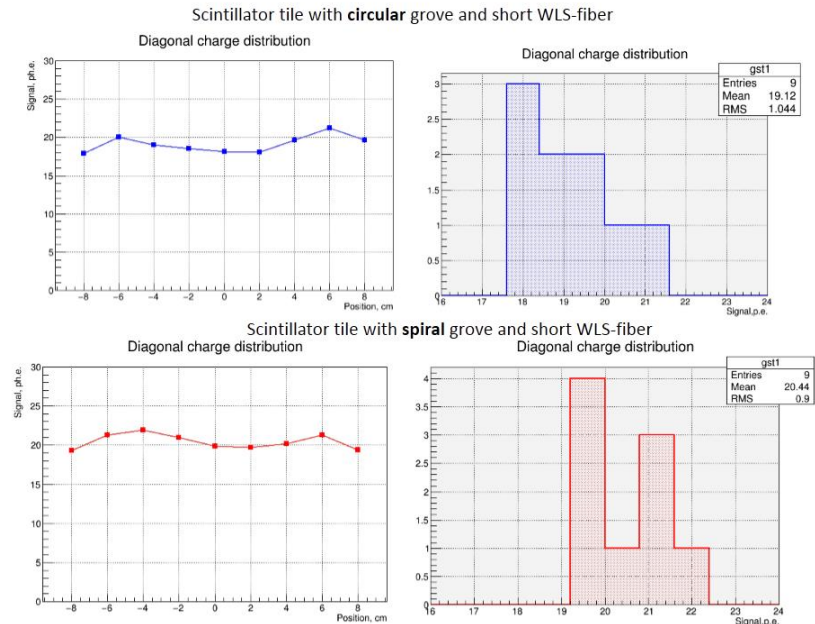 Scintillator tile with circular grove and short WLS-fiber
Diagonal charge distribution
Signal, ph.e.
30
25
20
15
10
5
0
−8 −6 −4 −2 0 2 4 6 8
Position, cm
Diagonal charge distribution
gst1
Entries 9
Mean 19.12
RMS 1.044
3
2.5
2
1.5
1
0.5
0
16 17 18 19 20 21 22 23 24
Signal,p.e.
Scintillator tile with spiral grove and short WLS-fiber
Diagonal charge distribution
Signal, ph.e.
30
25
20
15
10
5
0
−8 −6 −4 −2 0 2 4 6 8
Position, cm
Diagonal charge distribution
gst1
Entries 9
Mean 20.44
RMS 0.9
4
3.5
3
2.5
2
1.5
1
0.5
0
16 17 18 19 20 21 22 23 24
Signal,p.e.